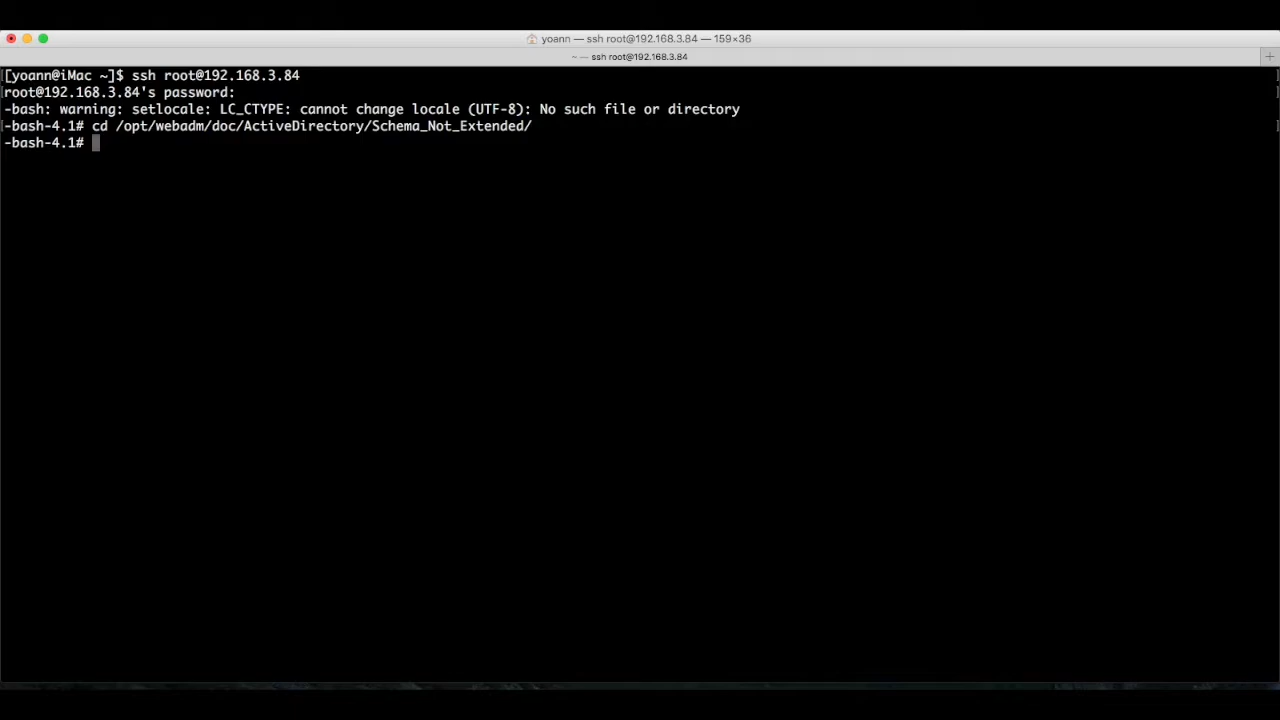 yoann — ssh root@192.168.3.84 — 159×36
~ — ssh root@192.168.3.84
[yoann@iMac ~]$ ssh root@192.168.3.84
root@192.168.3.84's password:
-bash: warning: setlocale: LC_CTYPE: cannot change locale (UTF-8): No such file or directory
-bash-4.1# cd /opt/webadm/doc/ActiveDirectory/Schema_Not_Extended/
-bash-4.1#